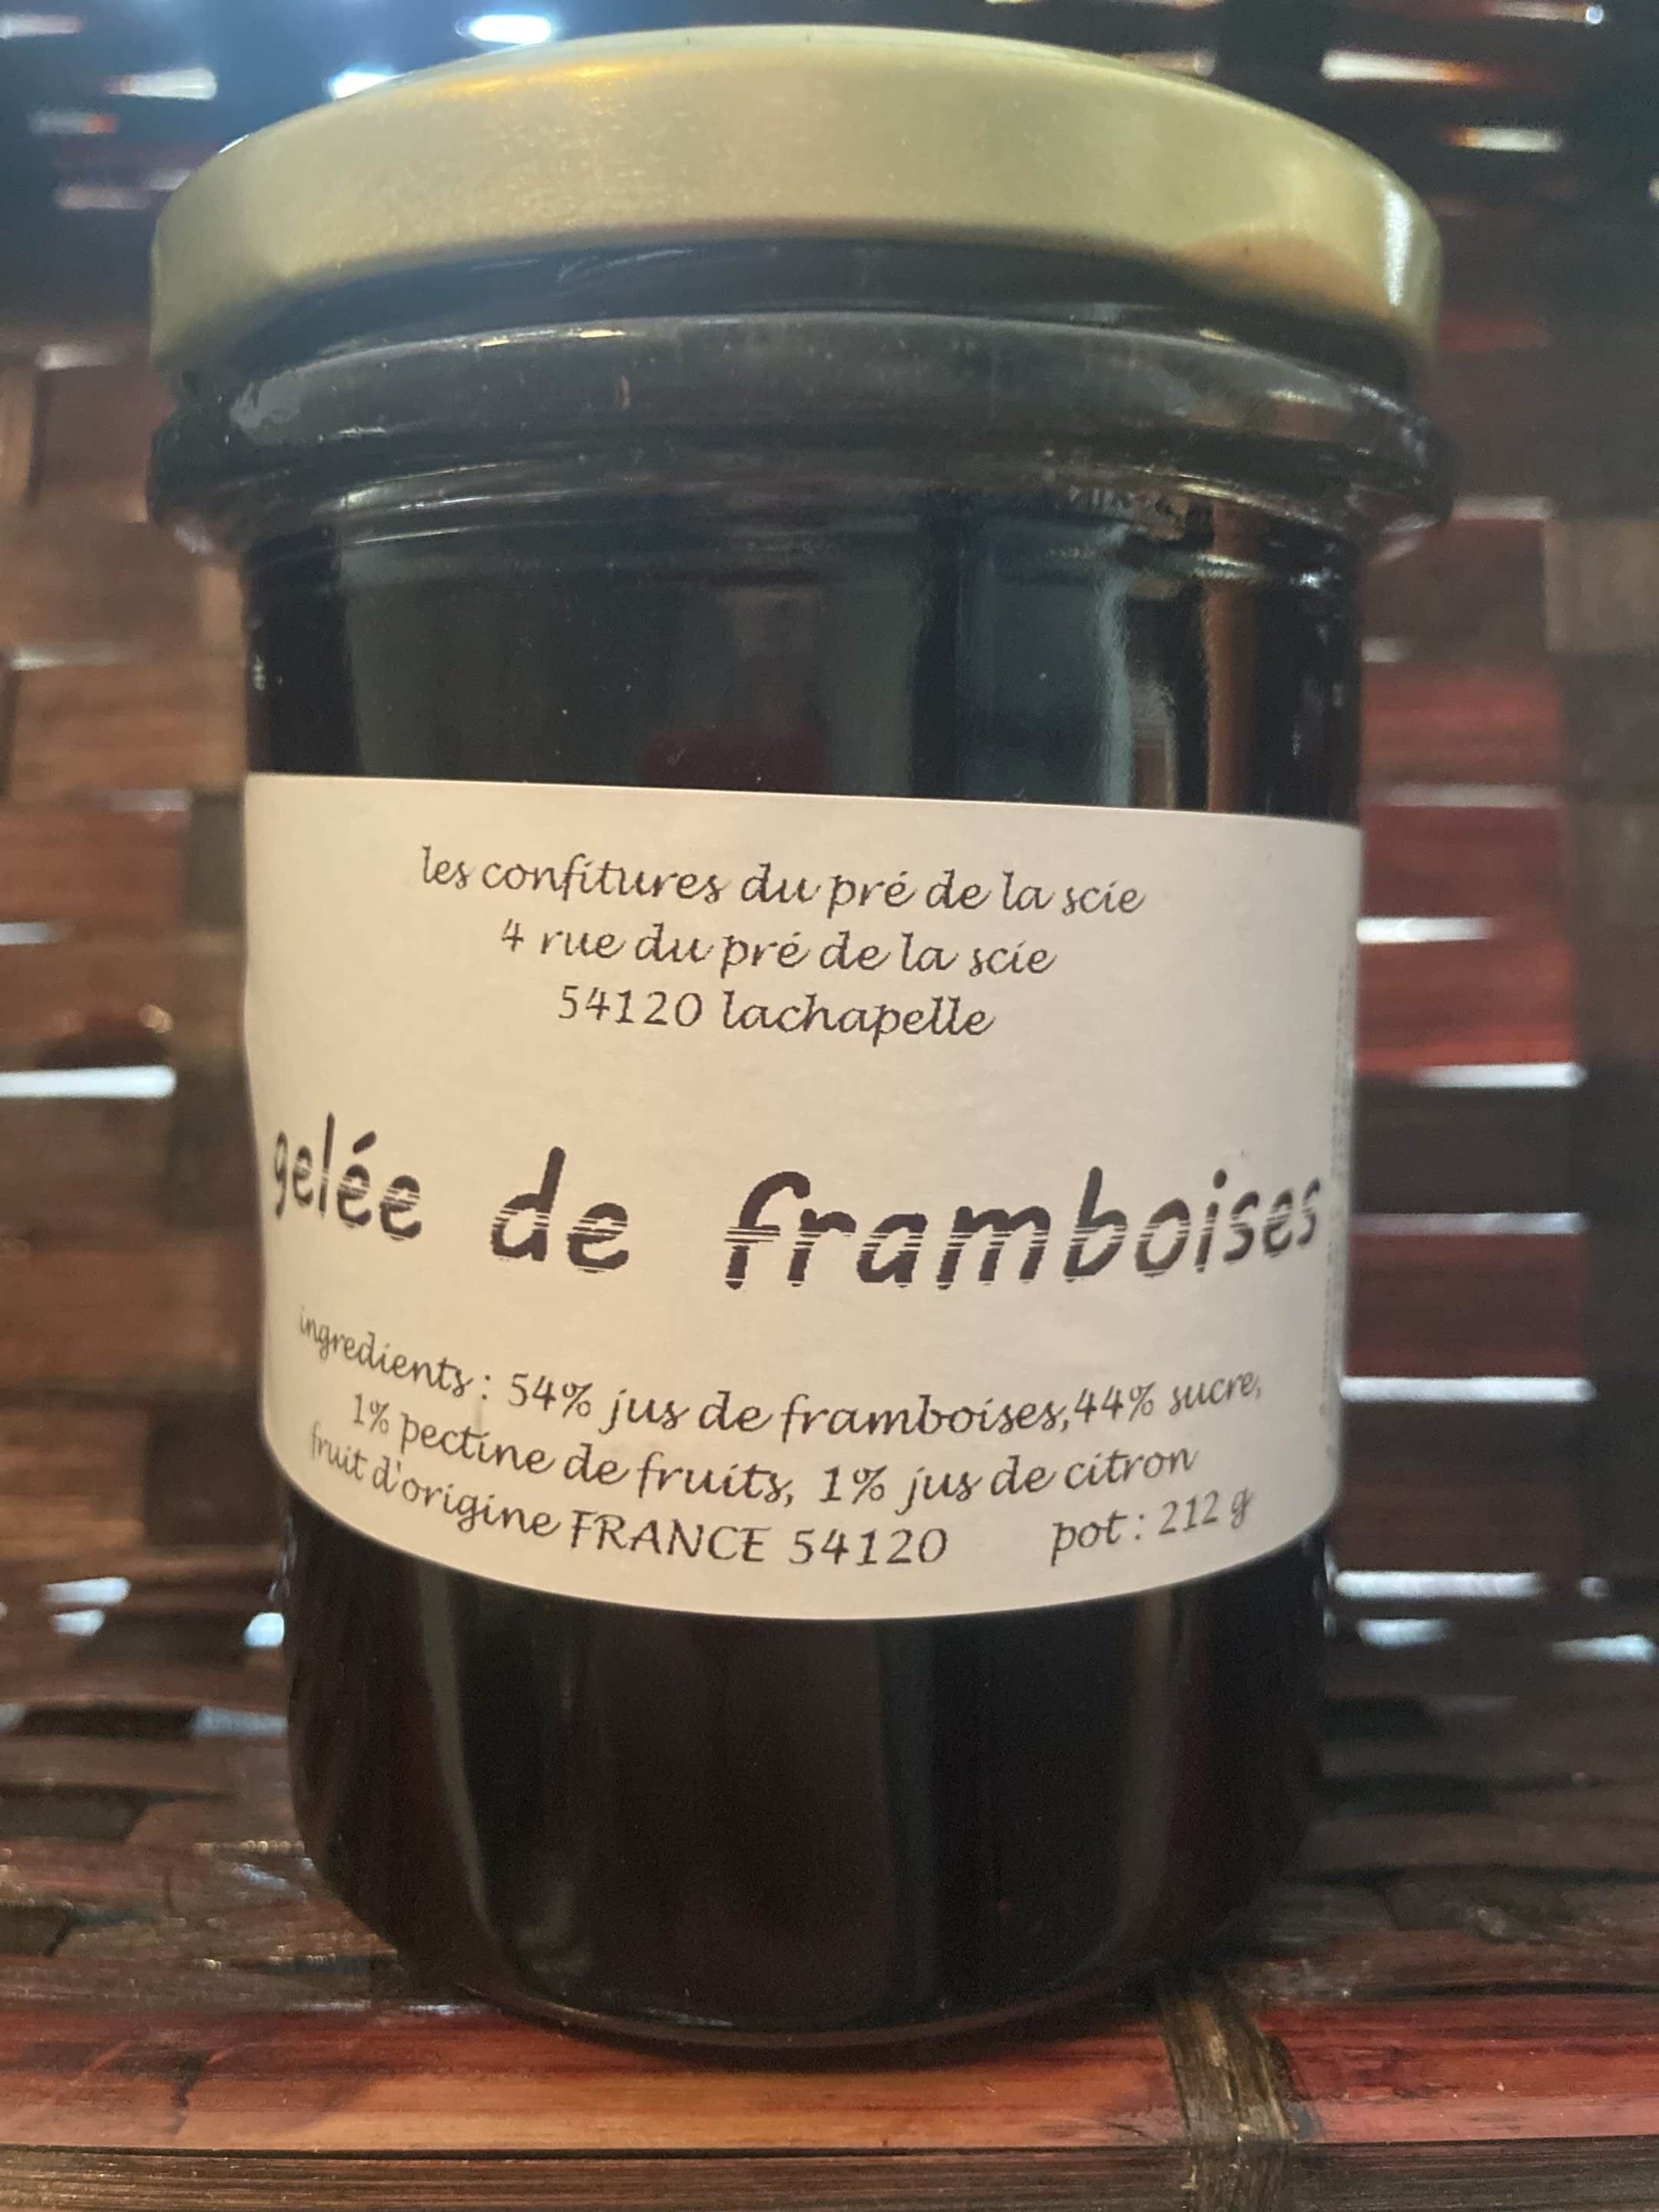 les confitures du pré de la scie
4 rue du pré de la scie
54120 lachapelle
gelée de framboises
ingredients : 54% jus de framboises,44% sucre,
1% pectine de fruits, 1% jus de citron
fruit d'origine FRANCE 54120 pot : 212 g